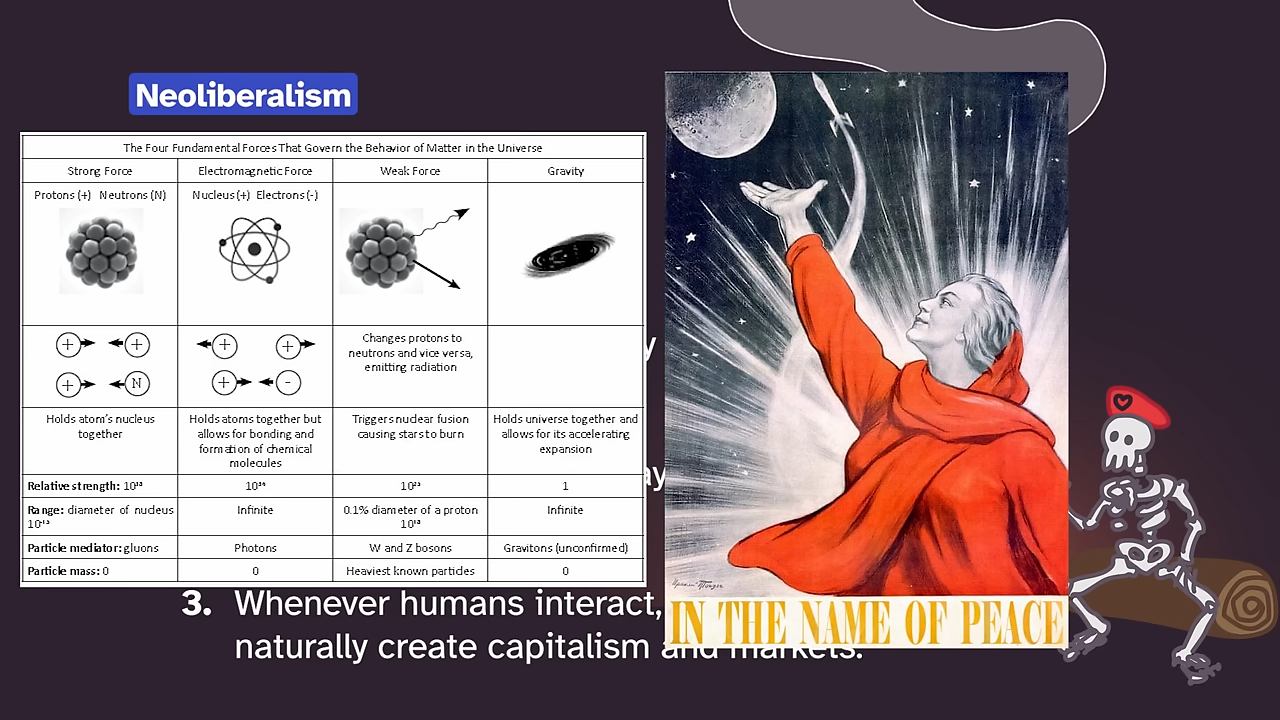 Neoliberalism
The Four Fundamental Forces That Govern the Behavior of Matter in the Universe
Strong Force
Electromagnetic Force
Weak Force
Gravity
Protons (+) Neutrons (N)
Nucleus (+) Electrons (-)
+ +
+ N
+ +
+ -
Changes protons to
neutrons and vice versa,
emitting radiation
Holds atom's nucleus
together
Holds atoms together but
allows for bonding and
formation of chemical
molecules
Triggers nuclear fusion
causing stars to burn
Holds universe together and
allows for its accelerating
expansion
Relative strength:
1
Range: diameter of nucleus
Infinite
0.1% diameter of a proton
Infinite
Particle mediator: gluons
Photons
W and Z bosons
Gravitons (unconfirmed)
Particle mass: 0
0
Heaviest known particles
0
IN THE NAME OF PEACE
3. Whenever humans interact,
naturally create capitalism and markets.